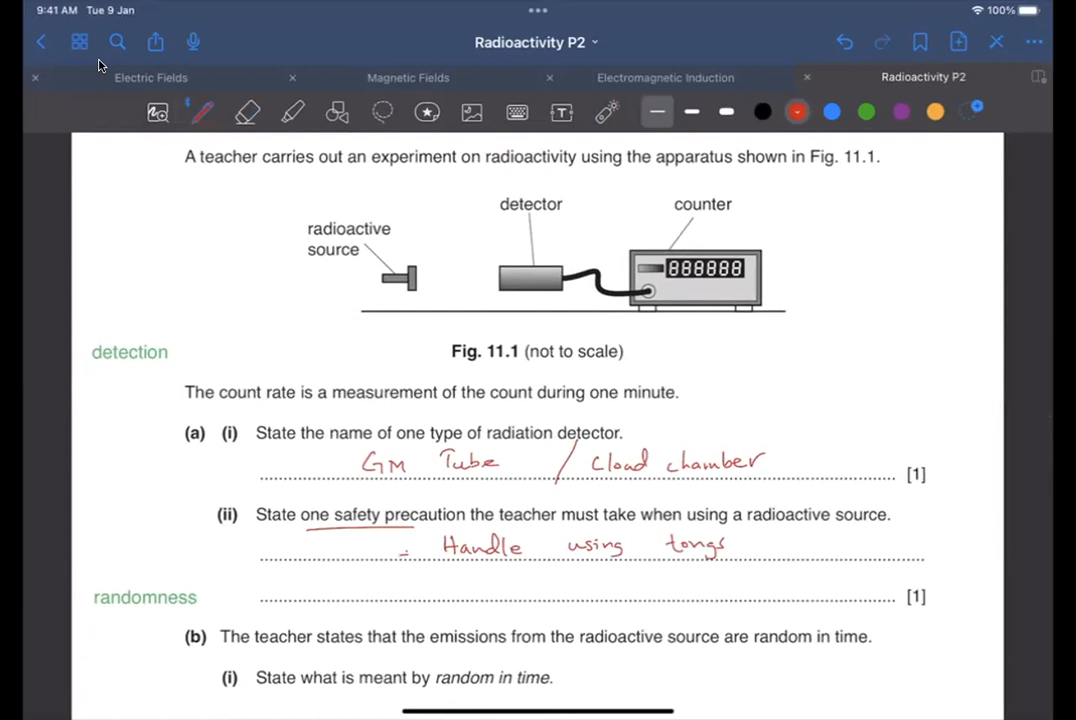 9:41 AM Tue 9 Jan
100%
Radioactivity P2
Electric Fields
Magnetic Fields
Electromagnetic Induction
Radioactivity P2
A teacher carries out an experiment on radioactivity using the apparatus shown in Fig. 11.1.
detector
counter
radioactive
source
888888
detection
Fig. 11.1 (not to scale)
The count rate is a measurement of the count during one minute.
(a) (i) State the name of one type of radiation detector.
GM Tube / Cloud chamber
[1]
(ii) State one safety precaution the teacher must take when using a radioactive source.
- Handle using tongs
randomness
[1]
(b) The teacher states that the emissions from the radioactive source are random in time.
(i) State what is meant by random in time.